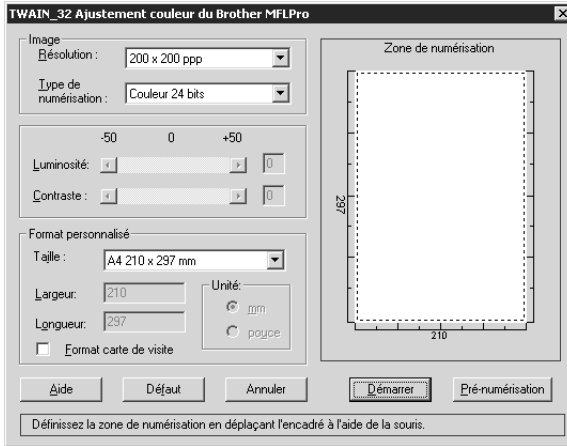 TWAIN_32 Ajustement couleur du Brother MFLPro
Image
Résolution :
200 x 200 ppp
Type de
numérisation :
Couleur 24 bits
-50 0 +50
Luminosité: 0
Contraste : 0
Format personnalisé
Taille :
A4 210 x 297 mm
Largeur: 210
Longueur: 297
Unité:
mm
pouce
Format carte de visite
Zone de numérisation
297
210
Aide Défaut Annuler Démarrer Pré-numérisation
Définissez la zone de numérisation en déplaçant l'encadré à l'aide de la souris.